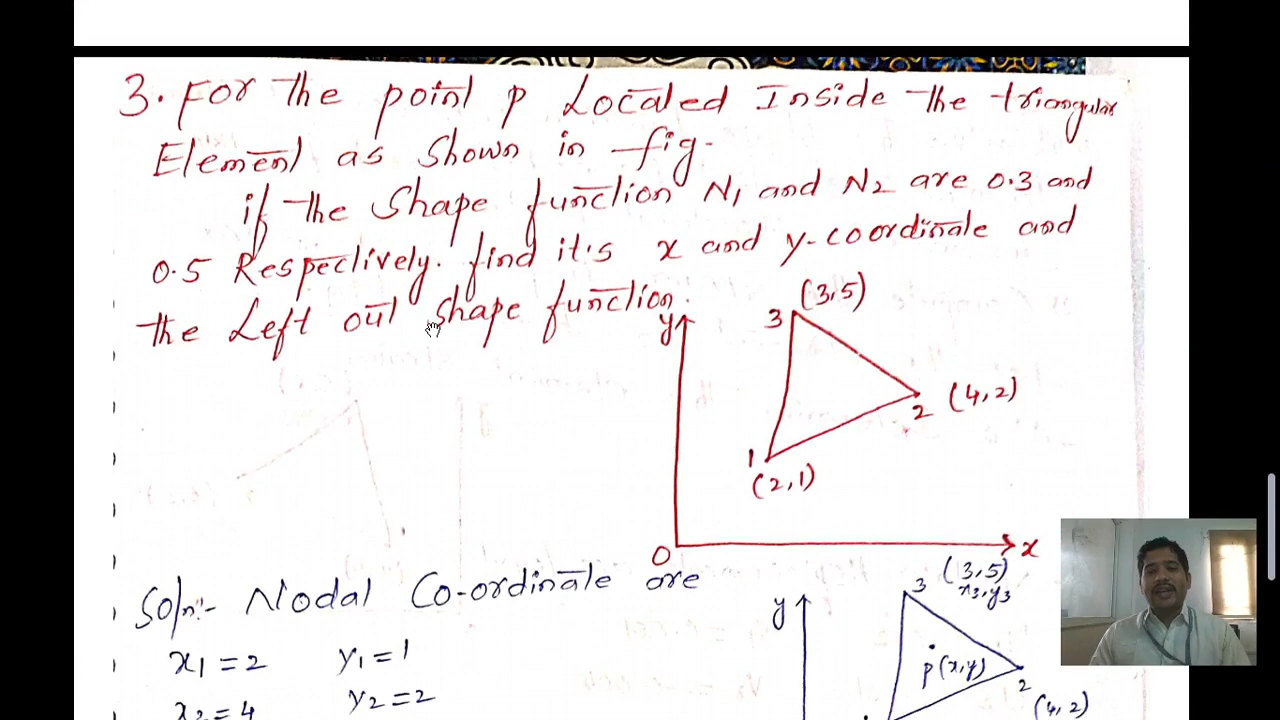 3. For the point p Located Inside the triangular
Element as shown in fig.
if the shape function N1 and N2 are 0.3 and
0.5 Respectively. find it's x and y-coordinate and
the Left out shape function.
y
3
(3,5)
2
(4,2)
1
(2,1)
O
x
Soln:- Nodal Co-ordinate are
x1 = 2 y1 = 1
x2 = 4 y2 = 2
y
3
(3,5)
x3,y3
p(x,y)
2
(4,2)